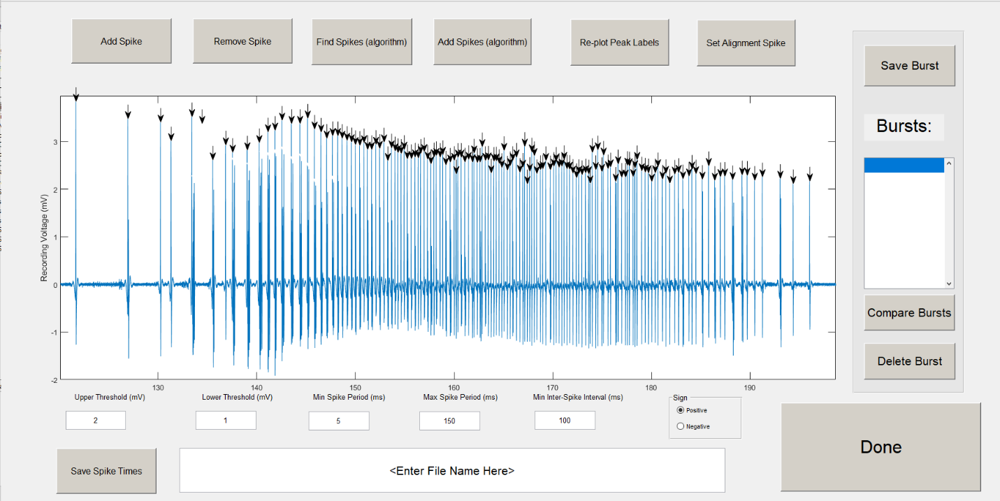 Add Spike
Remove Spike
Find Spikes (algorithm)
Add Spikes (algorithm)
Re-plot Peak Labels
Set Alignment Spike
Save Burst
Bursts:
Compare Bursts
Delete Burst
Recording Voltage (mV)
3
2
1
0
-1
-2
130
140
150
160
170
180
190
Upper Threshold (mV)
Lower Threshold (mV)
Min Spike Period (ms)
Max Spike Period (ms)
Min Inter-Spike Interval (ms)
2
1
5
150
100
Sign
Positive
Negative
Save Spike Times
<Enter File Name Here>
Done